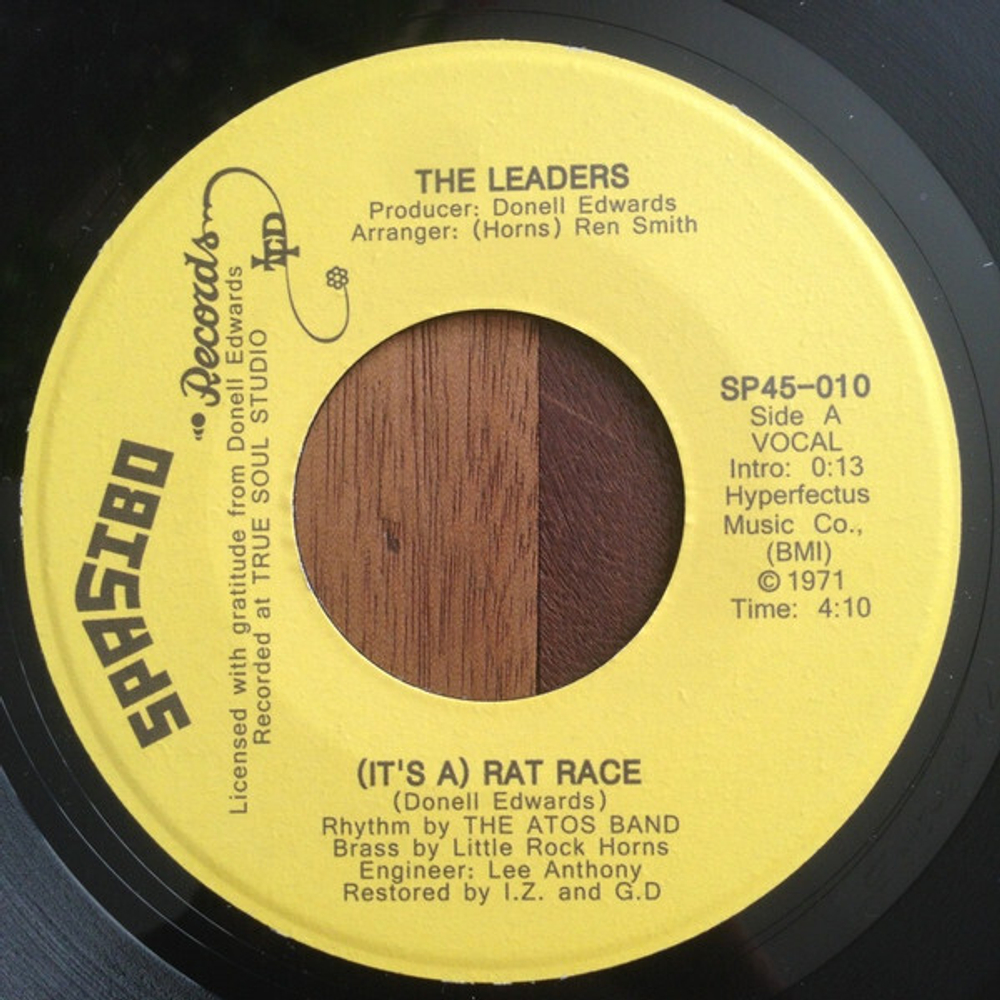 THE LEADERS
Producer: Donell Edwards
Arranger: (Horns) Ren Smith
Records
SPASIBO
Licensed with gratitude from Donell Edwards
Recorded at TRUE SOUL STUDIO
SP45-010
Side A
VOCAL
Intro: 0:13
Hyperfectus
Music Co.,
(BMI)
© 1971
Time: 4:10
(IT'S A) RAT RACE
(Donell Edwards)
Rhythm by THE ATOS BAND
Brass by Little Rock Horns
Engineer: Lee Anthony
Restored by I.Z. and G.D